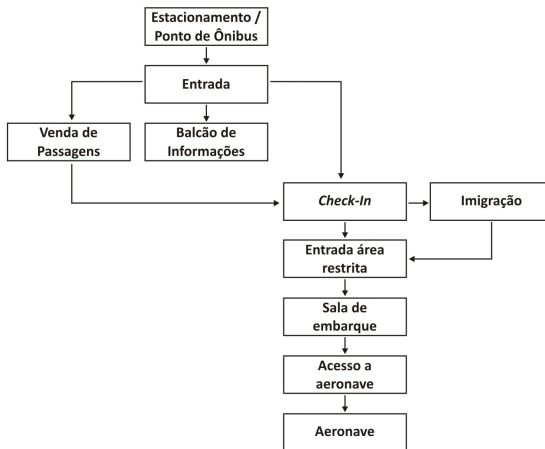 Estacionamento /
Ponto de Ônibus
Entrada
Venda de
Passagens
Balcão de
Informações
Check-In
Imigração
Entrada área
restrita
Sala de
embarque
Acesso a
aeronave
Aeronave